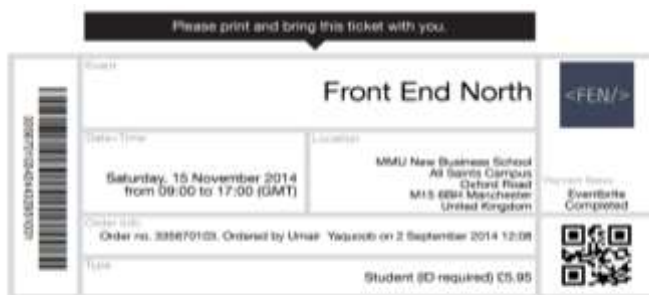 Please print and bring this ticket with you.
Event
Front End North
<FEN/>
Date+Time
Saturday, 15 November 2014
from 09:00 to 17:00 (GMT)
Location
MMU New Business School
All Saints Campus
Oxford Road
M15 6BH Manchester
United Kingdom
Payment Status
Eventbrite
Completed
Order Info
Order no. 335670103, Ordered by Umair Yaquoob on 2 September 2014 12:08
Type
Student (ID required) £5.95